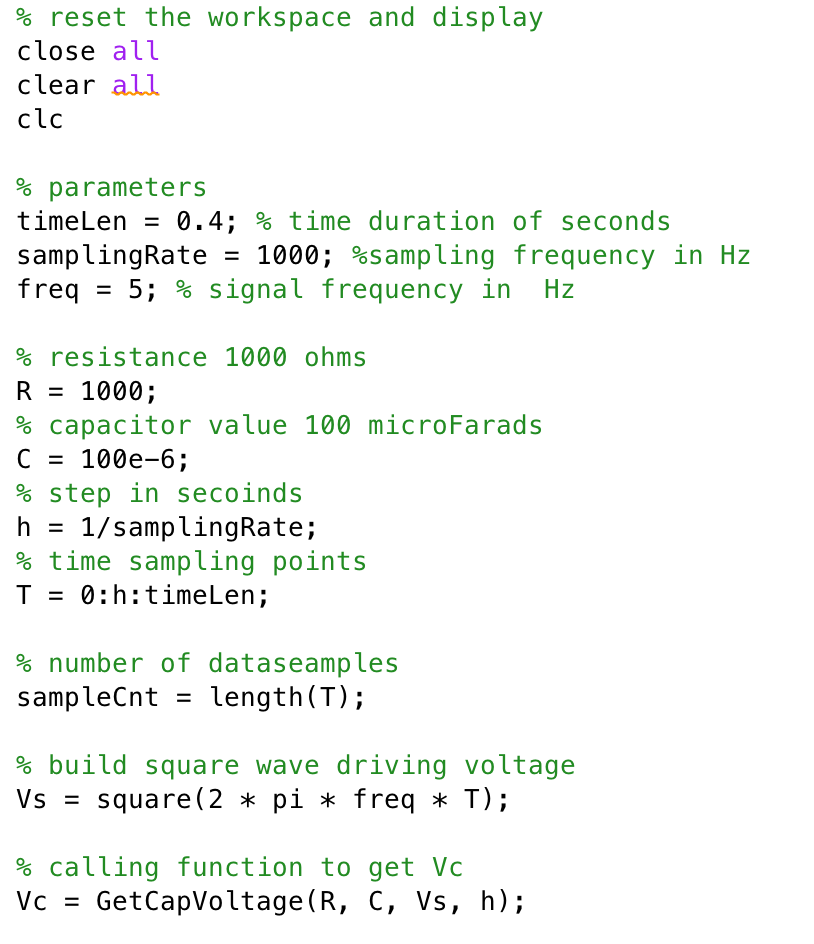 % reset the workspace and display
close all
clear all
clc
% parameters
timeLen = 0.4; % time duration of seconds
samplingRate = 1000; %sampling frequency in Hz
freq = 5; % signal frequency in  Hz
% resistance 1000 ohms
R = 1000;
% capacitor value 100 microFarads
C = 100e-6;
% step in secoinds
h = 1/samplingRate;
% time sampling points
T = 0:h:timeLen;
% number of dataseamples
sampleCnt = length(T);
% build square wave driving voltage
Vs = square(2 * pi * freq * T);
% calling function to get Vc
Vc = GetCapVoltage(R, C, Vs, h);